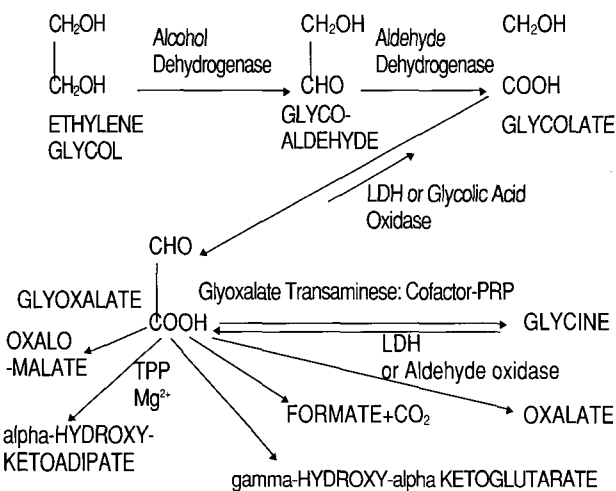 CH₂OH
Alcohol
Dehydrogenase
CH₂OH
Aldehyde
Dehydrogenase
CH₂OH
CH₂OH
CHO
COOH
ETHYLENE
GLYCOL
GLYCO-
ALDEHYDE
GLYCOLATE
LDH or Glycolic Acid
Oxidase
CHO
GLYOXALATE
Glyoxalate Transaminese: Cofactor-PRP
COOH
GLYCINE
OXALO
-MALATE
LDH
or Aldehyde oxidase
TPP
Mg²⁺
FORMATE+CO₂
OXALATE
alpha-HYDROXY-
KETOADIPATE
gamma-HYDROXY-alpha KETOGLUTARATE